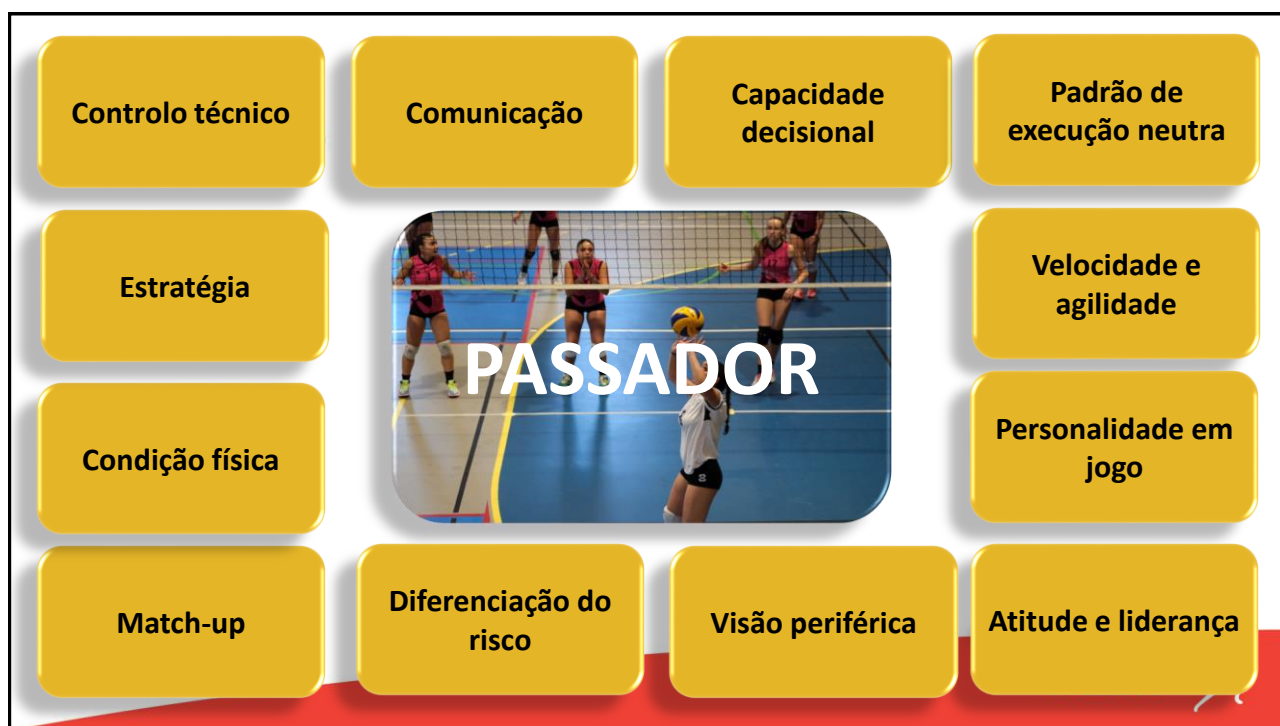 Controlo técnico
Comunicação
Capacidade
decisional
Padrão de
execução neutra
Estratégia
PASSADOR
Velocidade e
agilidade
Condição física
Personalidade em
jogo
Match-up
Diferenciação do
risco
Visão periférica
Atitude e liderança